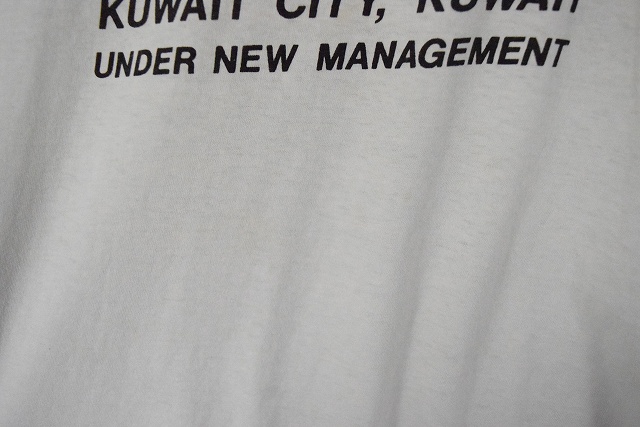 KUWAIT CITY, KUWAIT
UNDER NEW MANAGEMENT